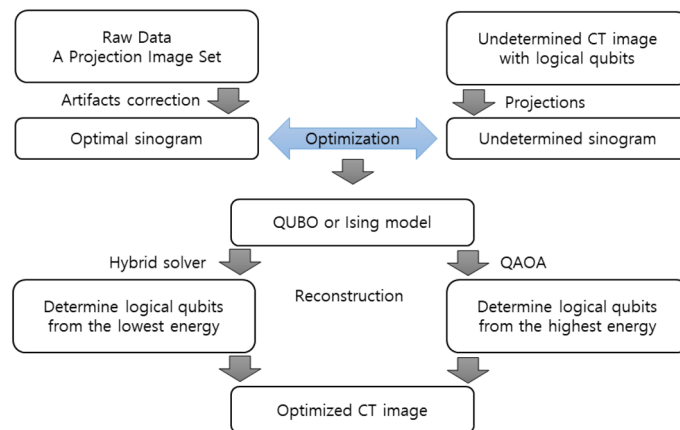 Raw Data
A Projection Image Set
Undetermined CT image
with logical qubits
Artifacts correction
Projections
Optimal sinogram
Optimization
Undetermined sinogram
QUBO or Ising model
Hybrid solver
QAOA
Determine logical qubits
from the lowest energy
Reconstruction
Determine logical qubits
from the highest energy
Optimized CT image